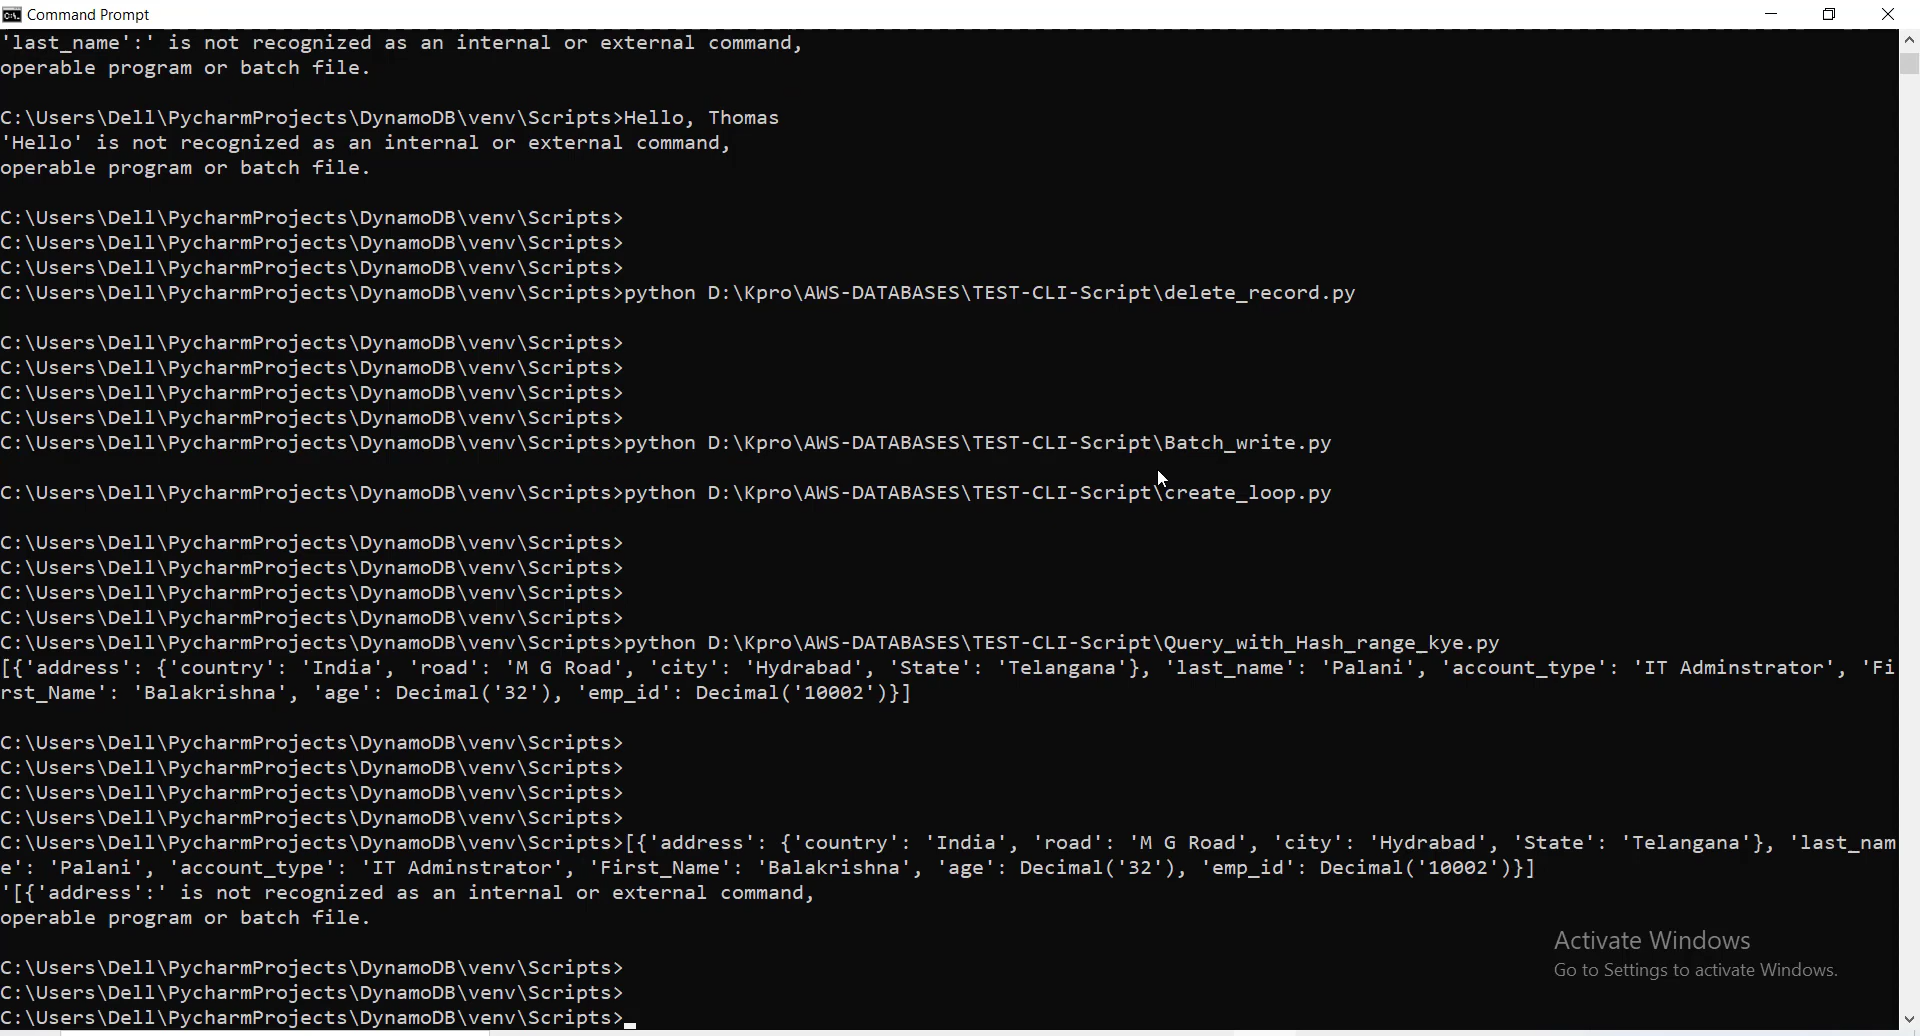 Command Prompt
'last_name':' is not recognized as an internal or external command,
operable program or batch file.
C:\Users\Dell\PycharmProjects\DynamoDB\venv\Scripts>Hello, Thomas
'Hello' is not recognized as an internal or external command,
operable program or batch file.
C:\Users\Dell\PycharmProjects\DynamoDB\venv\Scripts>
C:\Users\Dell\PycharmProjects\DynamoDB\venv\Scripts>
C:\Users\Dell\PycharmProjects\DynamoDB\venv\Scripts>
C:\Users\Dell\PycharmProjects\DynamoDB\venv\Scripts>python D:\Kpro\AWS-DATABASES\TEST-CLI-Script\delete_record.py
C:\Users\Dell\PycharmProjects\DynamoDB\venv\Scripts>
C:\Users\Dell\PycharmProjects\DynamoDB\venv\Scripts>
C:\Users\Dell\PycharmProjects\DynamoDB\venv\Scripts>
C:\Users\Dell\PycharmProjects\DynamoDB\venv\Scripts>
C:\Users\Dell\PycharmProjects\DynamoDB\venv\Scripts>python D:\Kpro\AWS-DATABASES\TEST-CLI-Script\Batch_write.py
C:\Users\Dell\PycharmProjects\DynamoDB\venv\Scripts>python D:\Kpro\AWS-DATABASES\TEST-CLI-Script\create_loop.py
C:\Users\Dell\PycharmProjects\DynamoDB\venv\Scripts>
C:\Users\Dell\PycharmProjects\DynamoDB\venv\Scripts>
C:\Users\Dell\PycharmProjects\DynamoDB\venv\Scripts>
C:\Users\Dell\PycharmProjects\DynamoDB\venv\Scripts>
C:\Users\Dell\PycharmProjects\DynamoDB\venv\Scripts>python D:\Kpro\AWS-DATABASES\TEST-CLI-Script\Query_with_Hash_range_kye.py
[{'address': {'country': 'India', 'road': 'M G Road', 'city': 'Hydrabad', 'State': 'Telangana'}, 'last_name': 'Palani', 'account_type': 'IT Adminstrator', 'Fi
rst_Name': 'Balakrishna', 'age': Decimal('32'), 'emp_id': Decimal('10002')}]
C:\Users\Dell\PycharmProjects\DynamoDB\venv\Scripts>
C:\Users\Dell\PycharmProjects\DynamoDB\venv\Scripts>
C:\Users\Dell\PycharmProjects\DynamoDB\venv\Scripts>
C:\Users\Dell\PycharmProjects\DynamoDB\venv\Scripts>
C:\Users\Dell\PycharmProjects\DynamoDB\venv\Scripts>[{'address': {'country': 'India', 'road': 'M G Road', 'city': 'Hydrabad', 'State': 'Telangana'}, 'last_nam
e': 'Palani', 'account_type': 'IT Adminstrator', 'First_Name': 'Balakrishna', 'age': Decimal('32'), 'emp_id': Decimal('10002')}]
'[{'address':' is not recognized as an internal or external command,
operable program or batch file.
Activate Windows
Go to Settings to activate Windows.
C:\Users\Dell\PycharmProjects\DynamoDB\venv\Scripts>
C:\Users\Dell\PycharmProjects\DynamoDB\venv\Scripts>
C:\Users\Dell\PycharmProjects\DynamoDB\venv\Scripts>